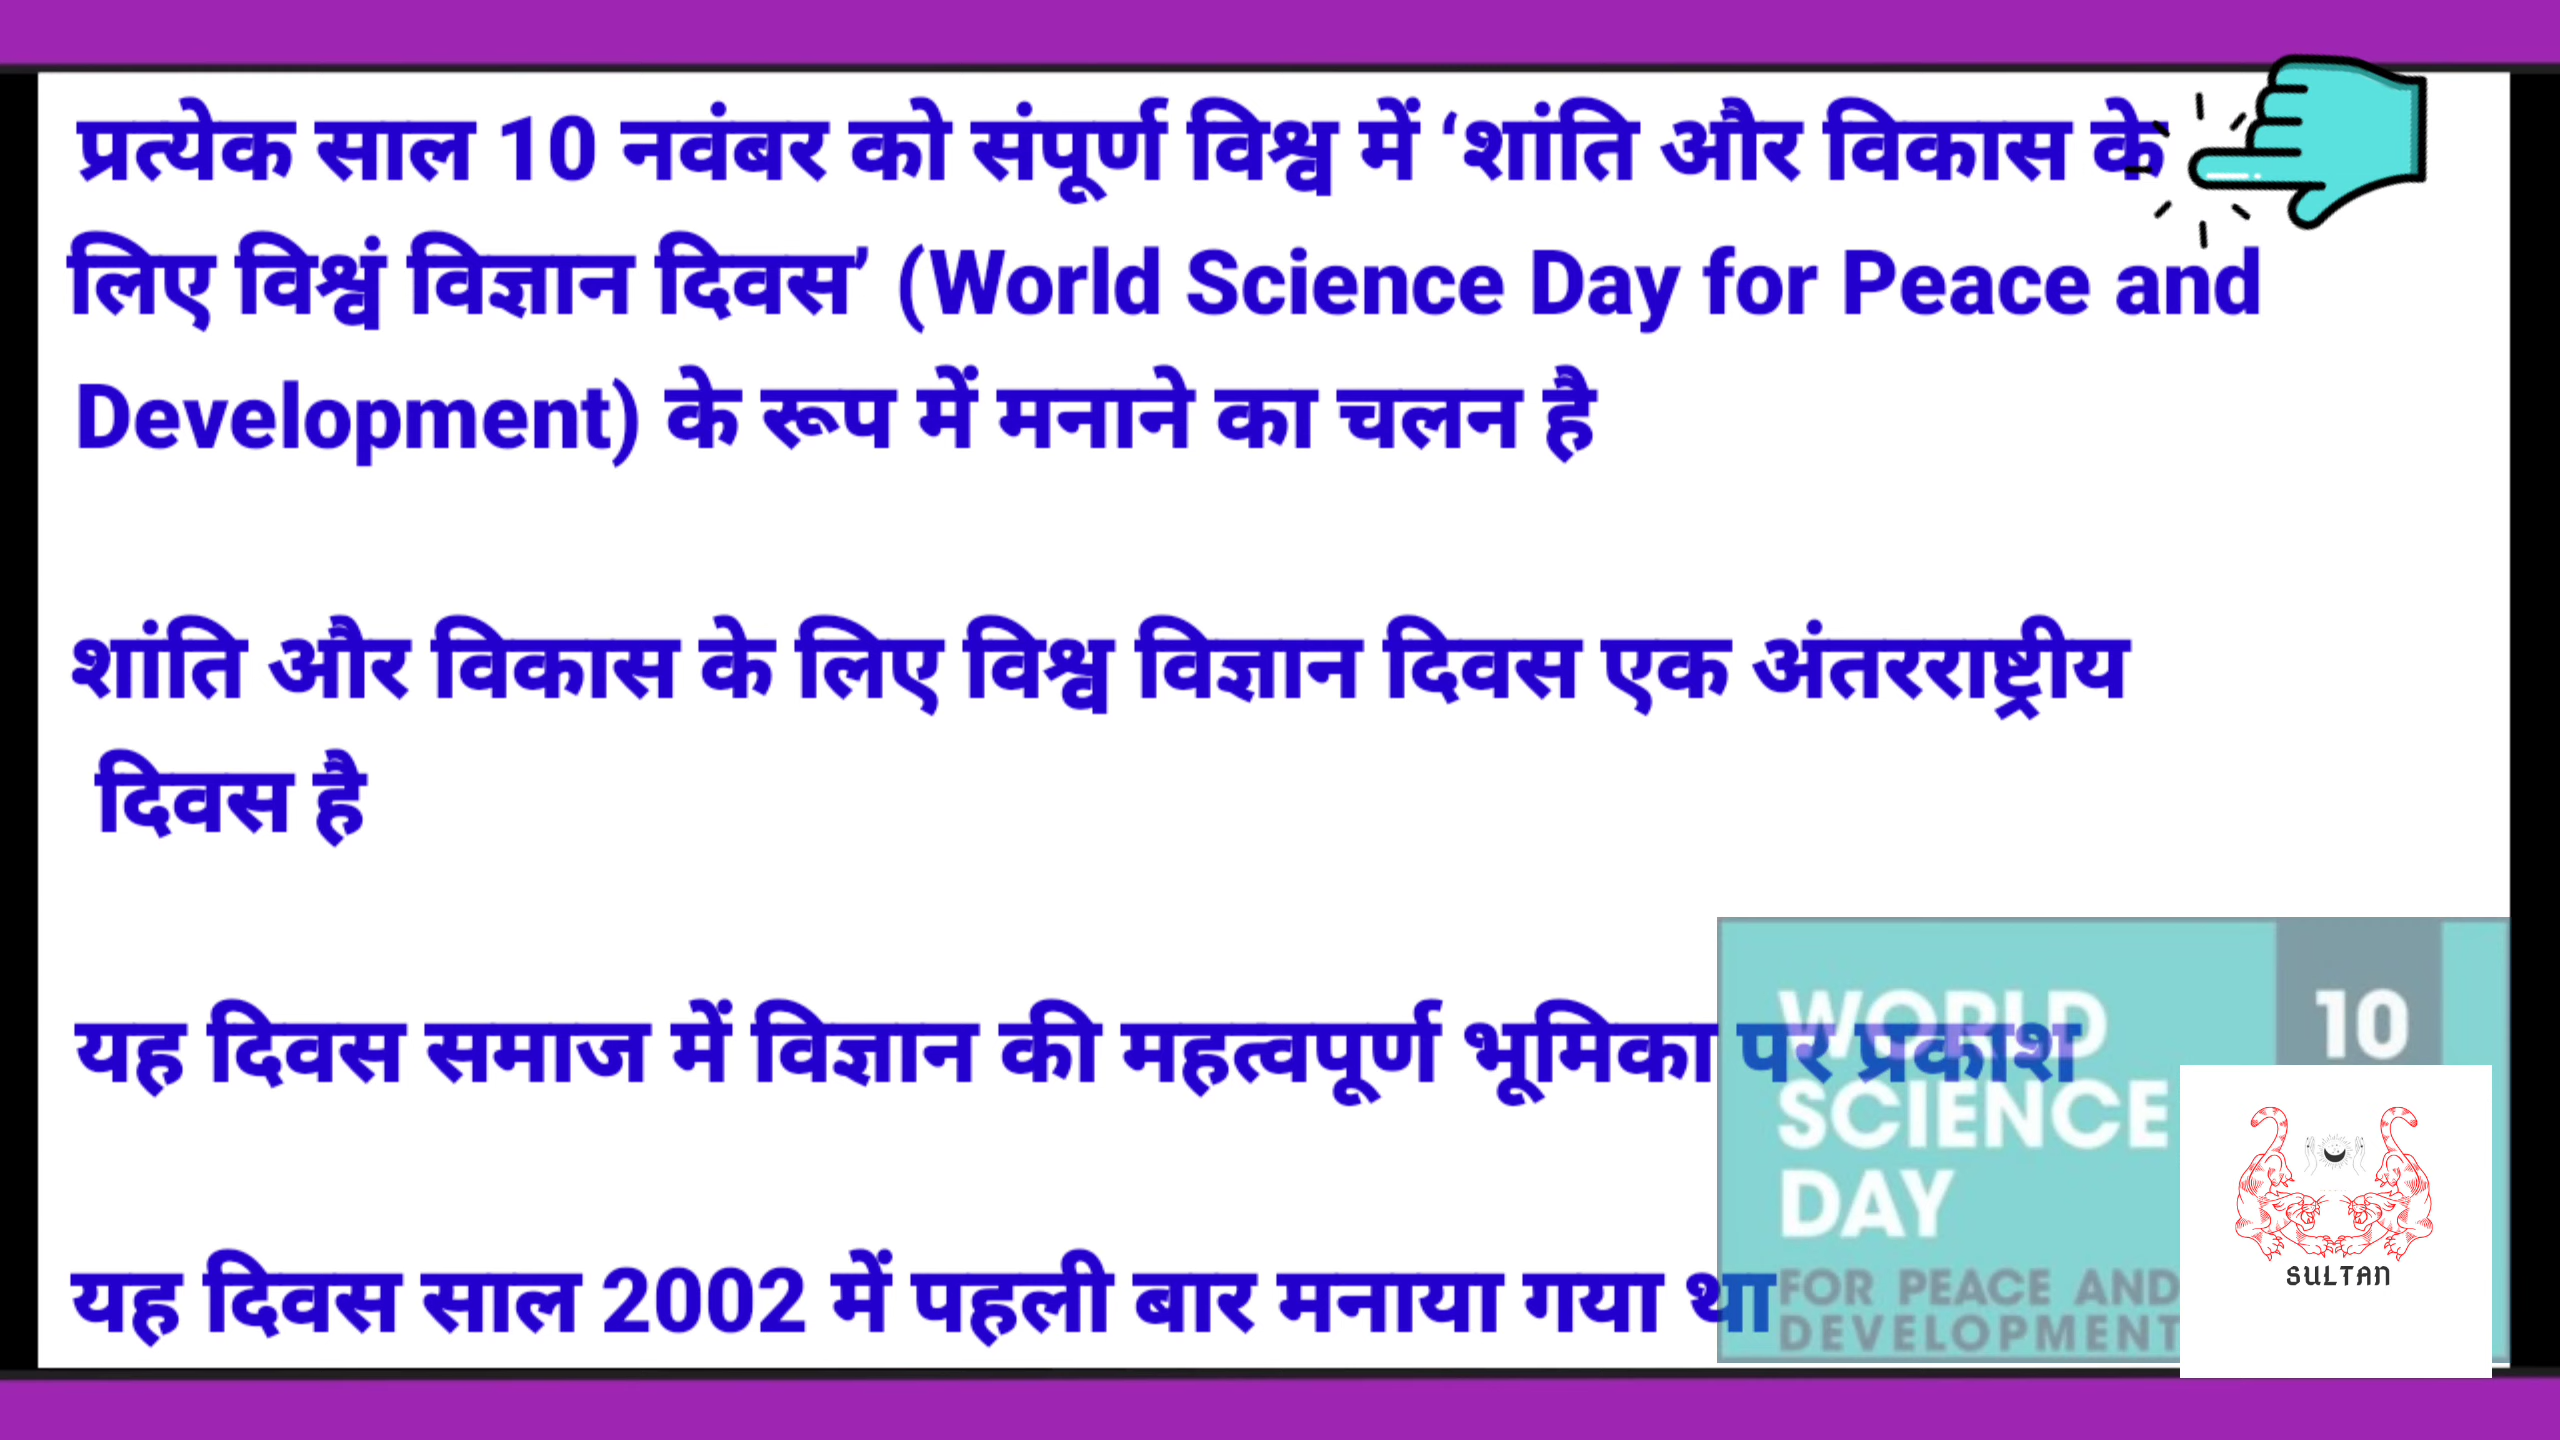 प्रत्येक साल 10 नवंबर को संपूर्ण विश्व में ‘शांति और विकास के
लिए विश्वं विज्ञान दिवस’ (World Science Day for Peace and
Development) के रूप में मनाने का चलन है
शांति और विकास के लिए विश्व विज्ञान दिवस एक अंतरराष्ट्रीय
दिवस है
यह दिवस समाज में विज्ञान की महत्वपूर्ण भूमिका पर प्रकाश
यह दिवस साल 2002 में पहली बार मनाया गया था
WORLD
SCIENCE
DAY
FOR PEACE AND
DEVELOPMENT
10
SULTAN